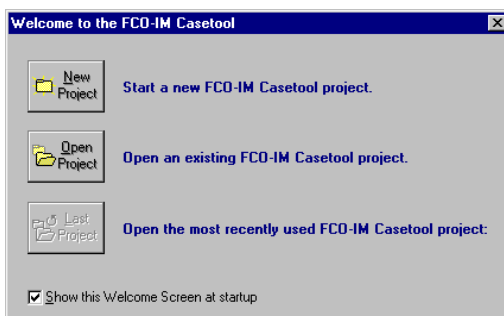 Welcome to the FCO-IM Casetool
New
Project
Start a new FCO-IM Casetool project.
Open
Project
Open an existing FCO-IM Casetool project.
Last
Project
Open the most recently used FCO-IM Casetool project:
Show this Welcome Screen at startup